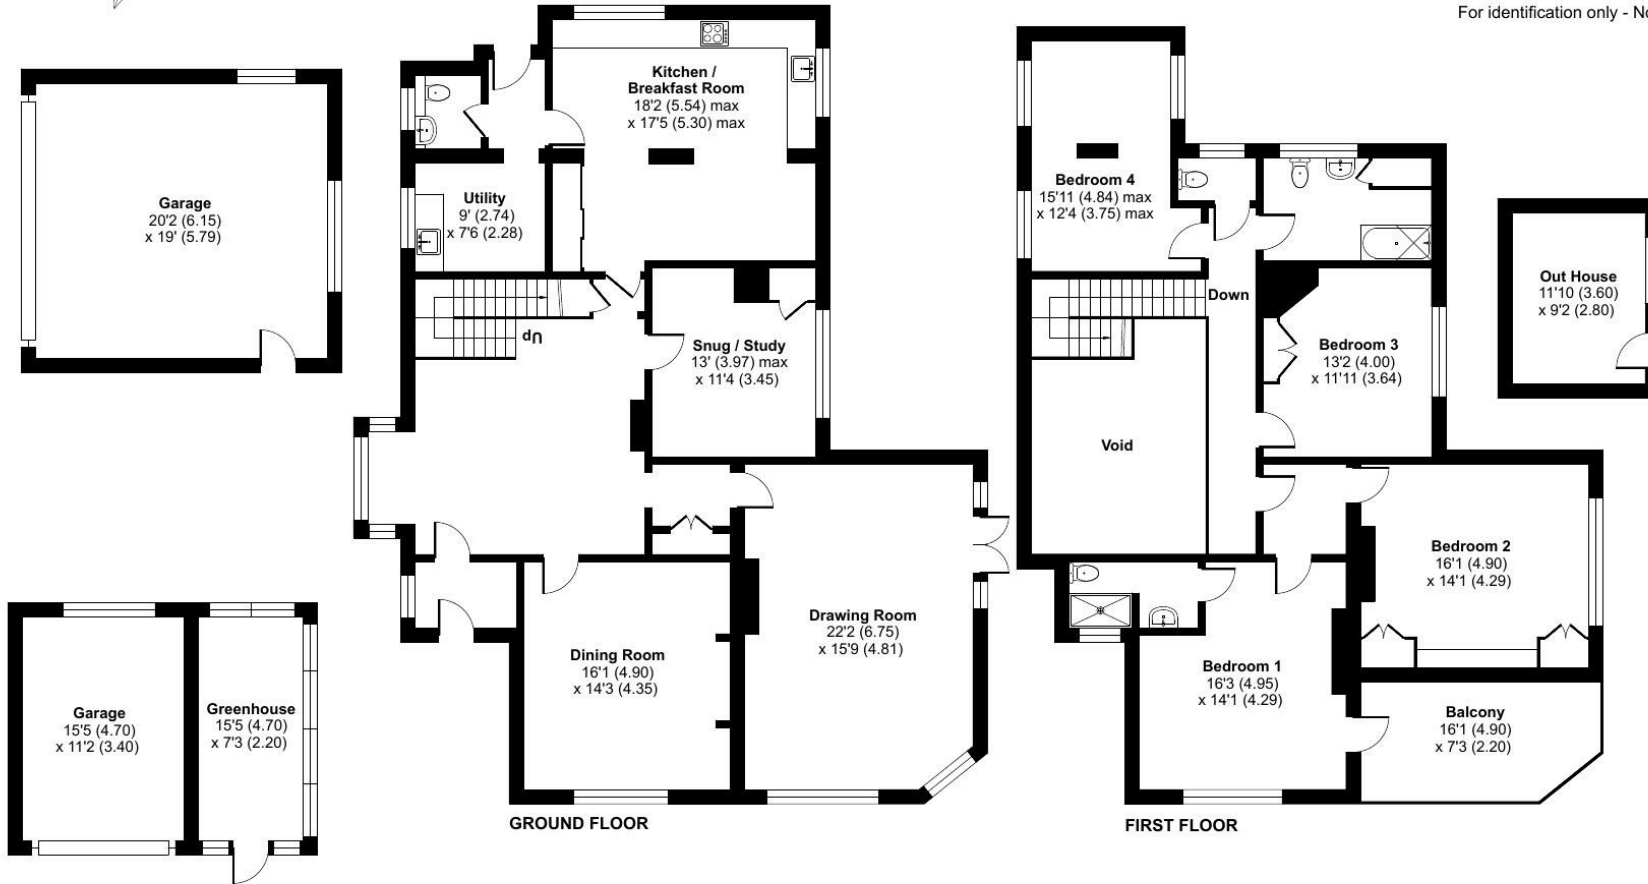 For identification only - No
Kitchen /
Breakfast Room
18'2 (5.54) max
x 17'5 (5.30) max
Garage
20'2 (6.15)
x 19' (5.79)
Utility
9' (2.74)
x 7'6 (2.28)
Up
Snug / Study
13' (3.97) max
x 11'4 (3.45)
Drawing Room
22'2 (6.75)
x 15'9 (4.81)
Dining Room
16'1 (4.90)
x 14'3 (4.35)
Garage
15'5 (4.70)
x 11'2 (3.40)
Greenhouse
15'5 (4.70)
x 7'3 (2.20)
GROUND FLOOR
Bedroom 4
15'11 (4.84) max
x 12'4 (3.75) max
Down
Bedroom 3
13'2 (4.00)
x 11'11 (3.64)
Out House
11'10 (3.60)
x 9'2 (2.80)
Void
Bedroom 2
16'1 (4.90)
x 14'1 (4.29)
Bedroom 1
16'3 (4.95)
x 14'1 (4.29)
Balcony
16'1 (4.90)
x 7'3 (2.20)
FIRST FLOOR